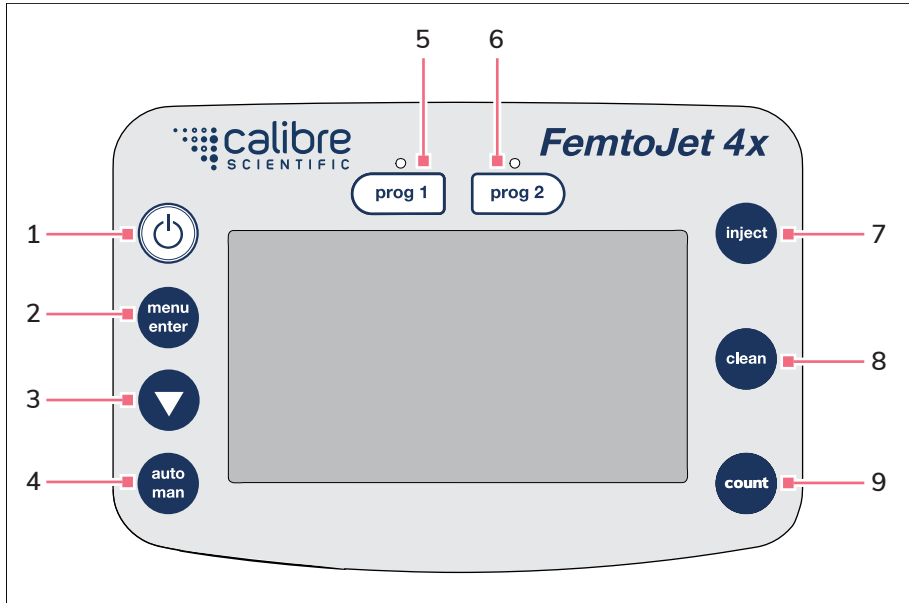 5 6
calibre
SCIENTIFIC
FemtoJet 4x
prog 1 prog 2
1
inject 7
2
menu
enter
clean 8
3
4
auto
man
count 9